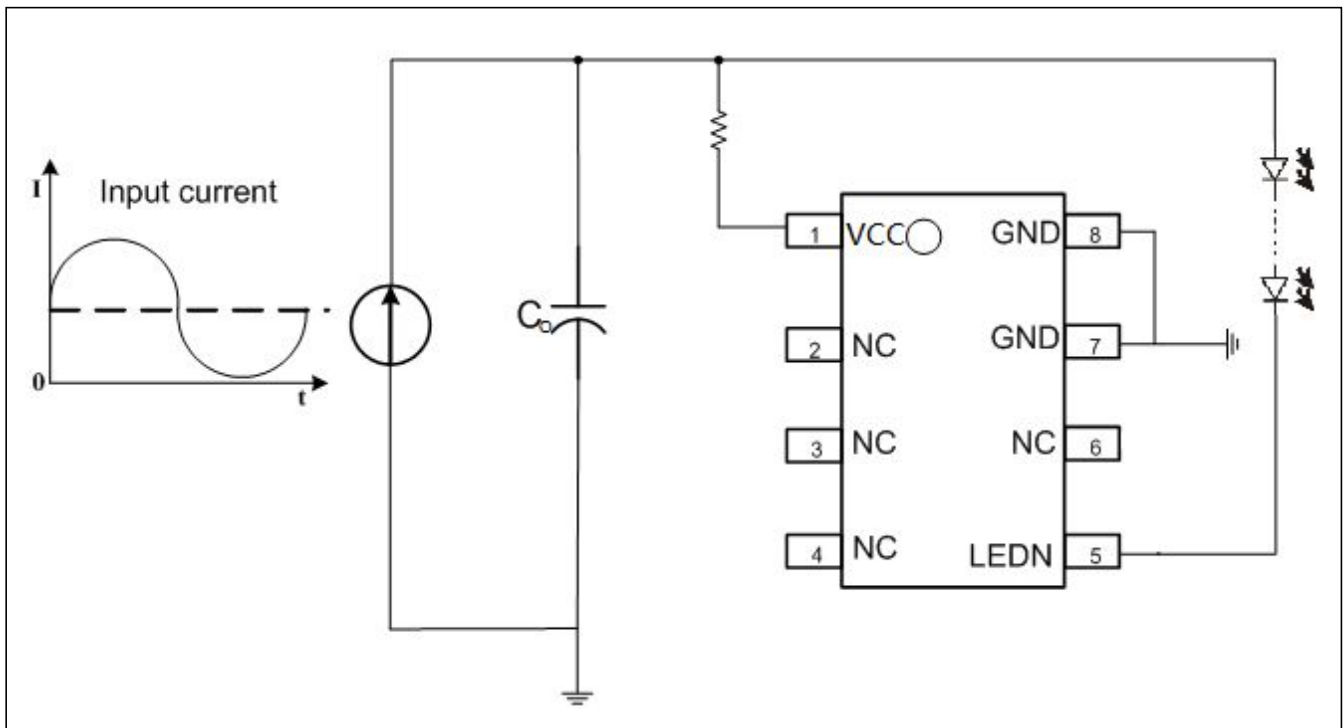 Input current
I
0
t
Co
1 VCC
2 NC
3 NC
4 NC
GND 8
GND 7
NC 6
LEDN 5